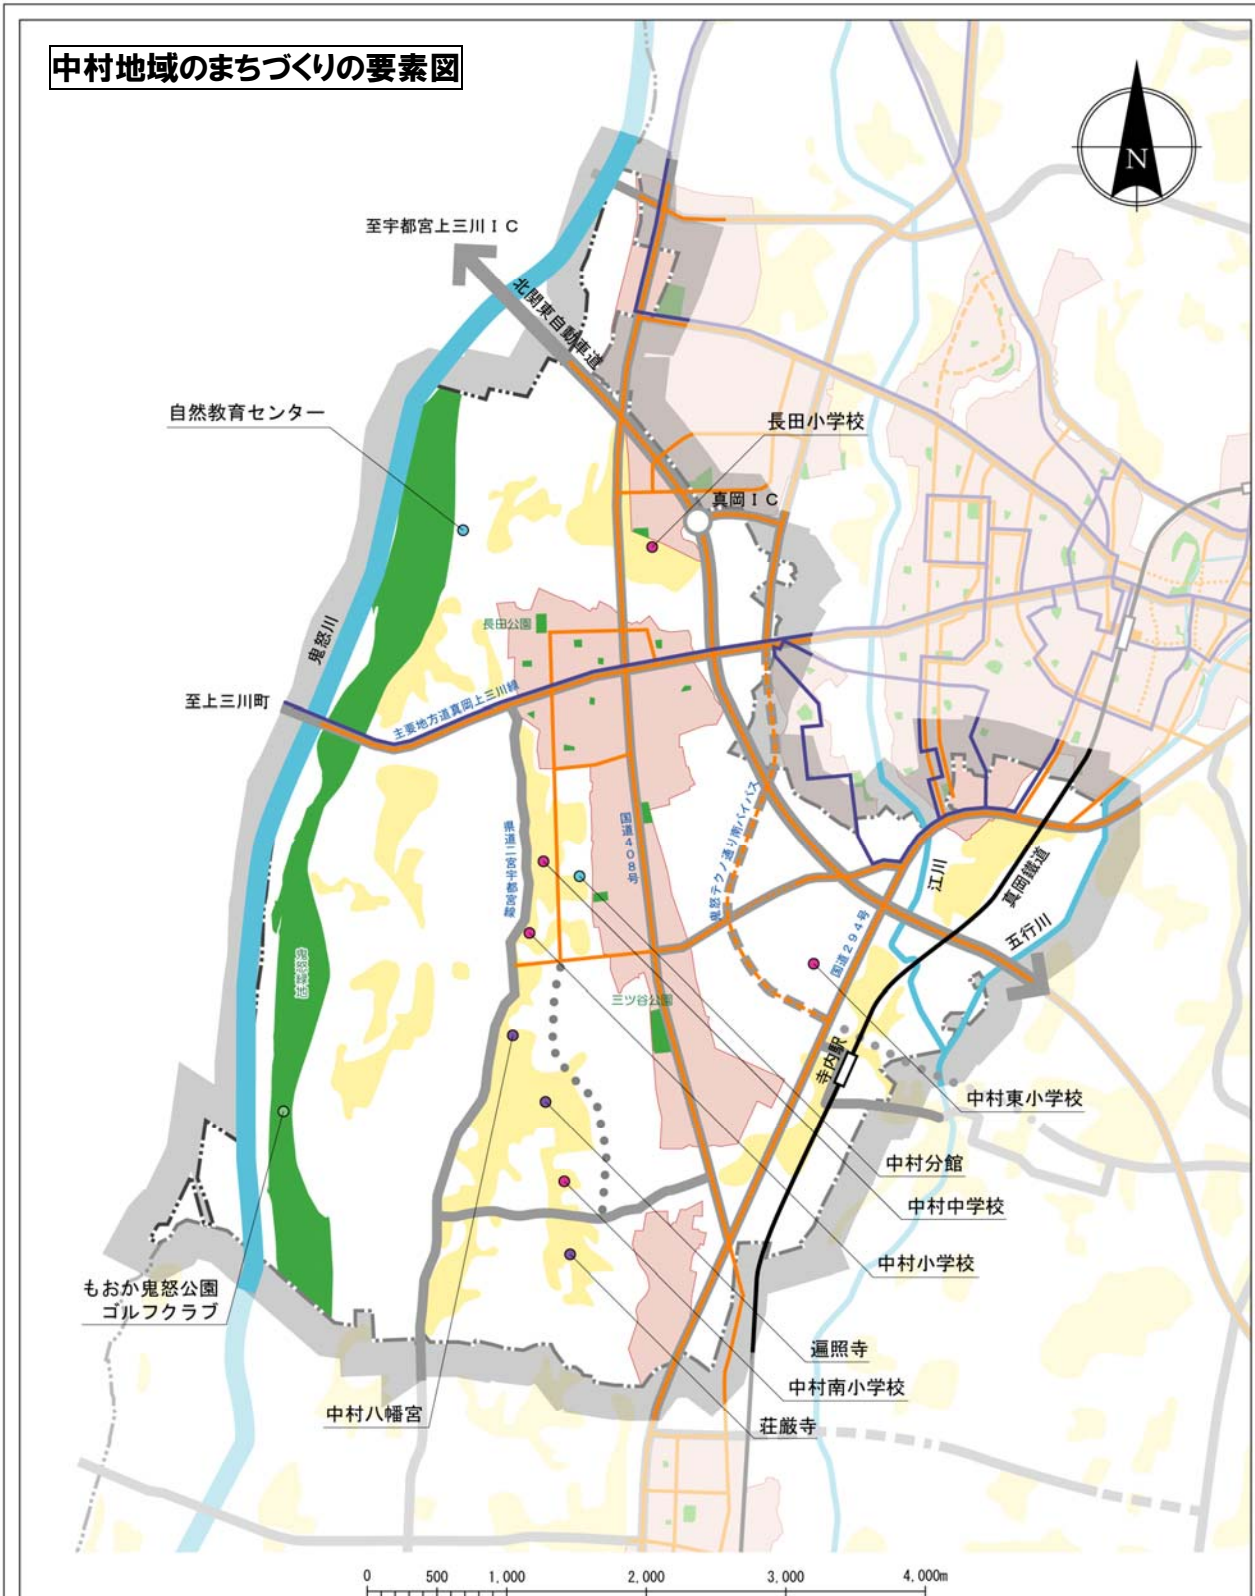 中村地域のまちづくりの要素図
N
至宇都宮上三川IC
北関東自動車道
自然教育センター
長田小学校
真岡IC
長田公園
鬼怒川
至上三川町
主要地方道真岡上三川線
県道二宮宇都宮線
国道408号
鬼怒テクノ通り南バイパス
江川
真岡鐵道
五行川
国道294号
三ツ谷公園
寺内駅
中村東小学校
中村分館
中村中学校
中村小学校
もおか鬼怒公園
ゴルフクラブ
遍照寺
中村南小学校
中村八幡宮
荘厳寺
0 500 1,000 2,000 3,000 4,000m